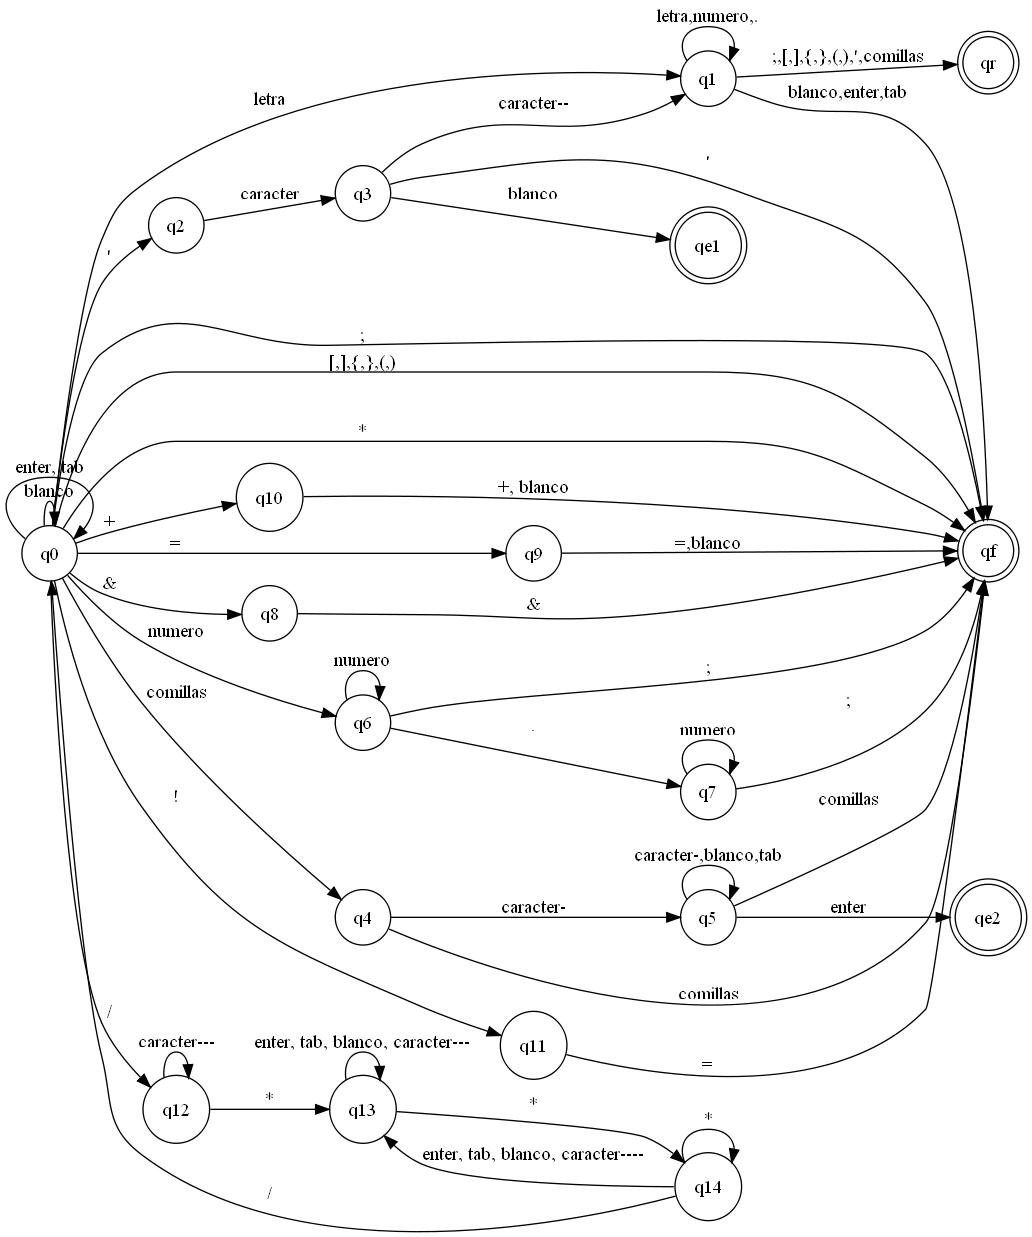 letra,numero,.
;,[,],{,},(,),',comillas
qr
q1
letra
caracter--
blanco,enter,tab
'
caracter
q3
blanco
q2
'
qe1
;
[,],{,},(,)
*
enter, tab
blanco
+, blanco
q10
+
=
=,blanco
q0
q9
qf
&
&
q8
numero
numero
;
comillas
q6
.
;
numero
q7
!
comillas
caracter-,blanco,tab
caracter-
enter
q4
q5
qe2
comillas
/
caracter---
enter, tab, blanco, caracter---
q11
=
*
*
q12
q13
*
enter, tab, blanco, caracter----
q14
/